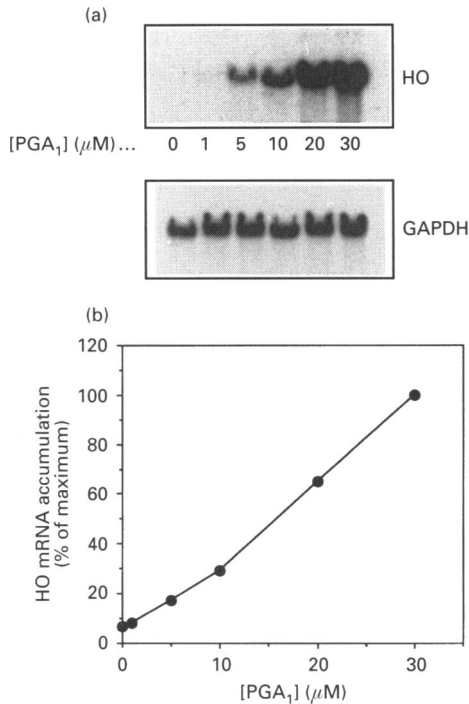 (a)
HO
[PGA₁] (μM)... 0 1 5 10 20 30
GAPDH
(b)
120
100
80
60
40
20
0
HO mRNA accumulation
(% of maximum)
0 10 20 30
[PGA₁] (μM)